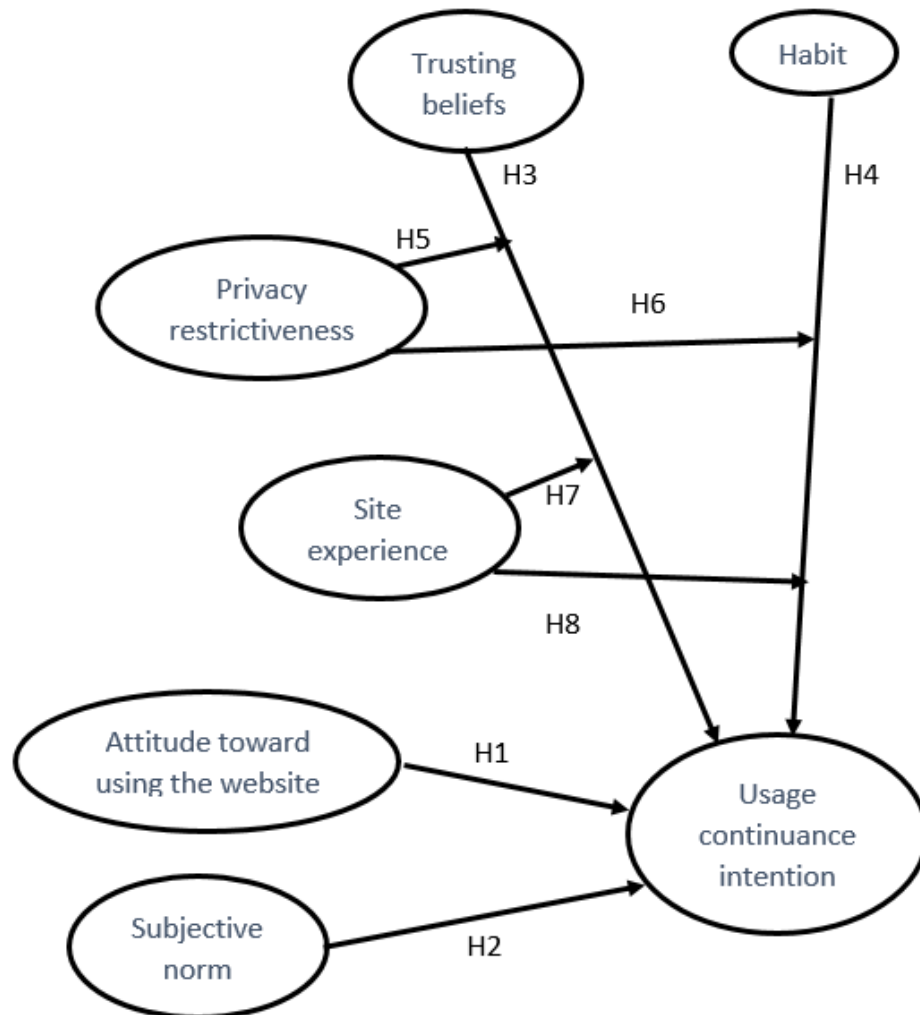 Trusting
beliefs
Habit
H3
H4
H5
Privacy
restrictiveness
H6
Site
experience
H7
H8
Attitude toward
using the website
H1
Usage
continuance
intention
Subjective
norm
H2